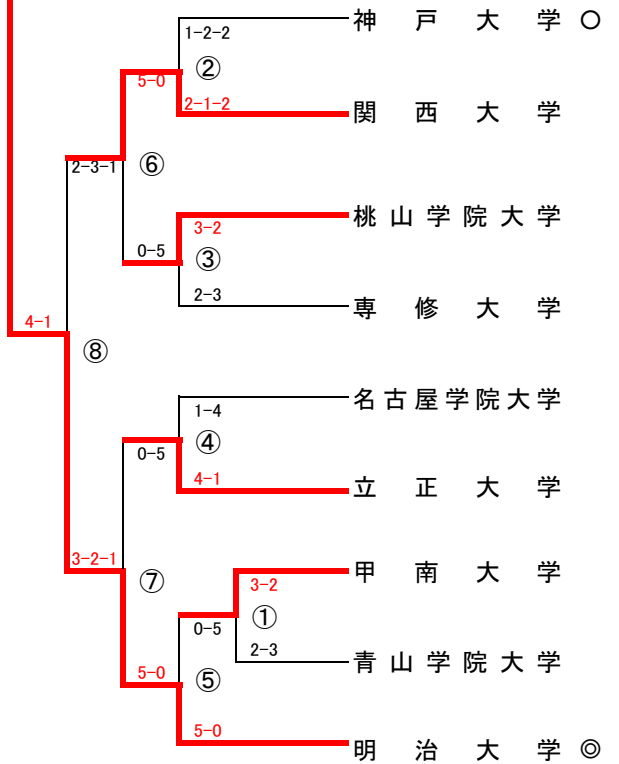 神戸大学 ○
1-2-2
②
5-0
2-1-2
関西大学
2-3-1
⑥
桃山学院大学
3-2
0-5
③
2-3
専修大学
4-1
⑧
名古屋学院大学
1-4
④
0-5
4-1
立正大学
3-2-1
⑦
甲南大学
3-2
①
0-5
2-3
青山学院大学
5-0
⑤
5-0
明治大学 ◎